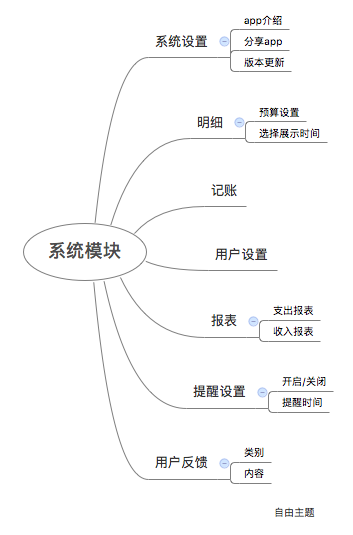 系统模块
系统设置
app介绍
分享app
版本更新
明细
预算设置
选择展示时间
记账
用户设置
报表
支出报表
收入报表
提醒设置
开启/关闭
提醒时间
用户反馈
类别
内容
自由主题